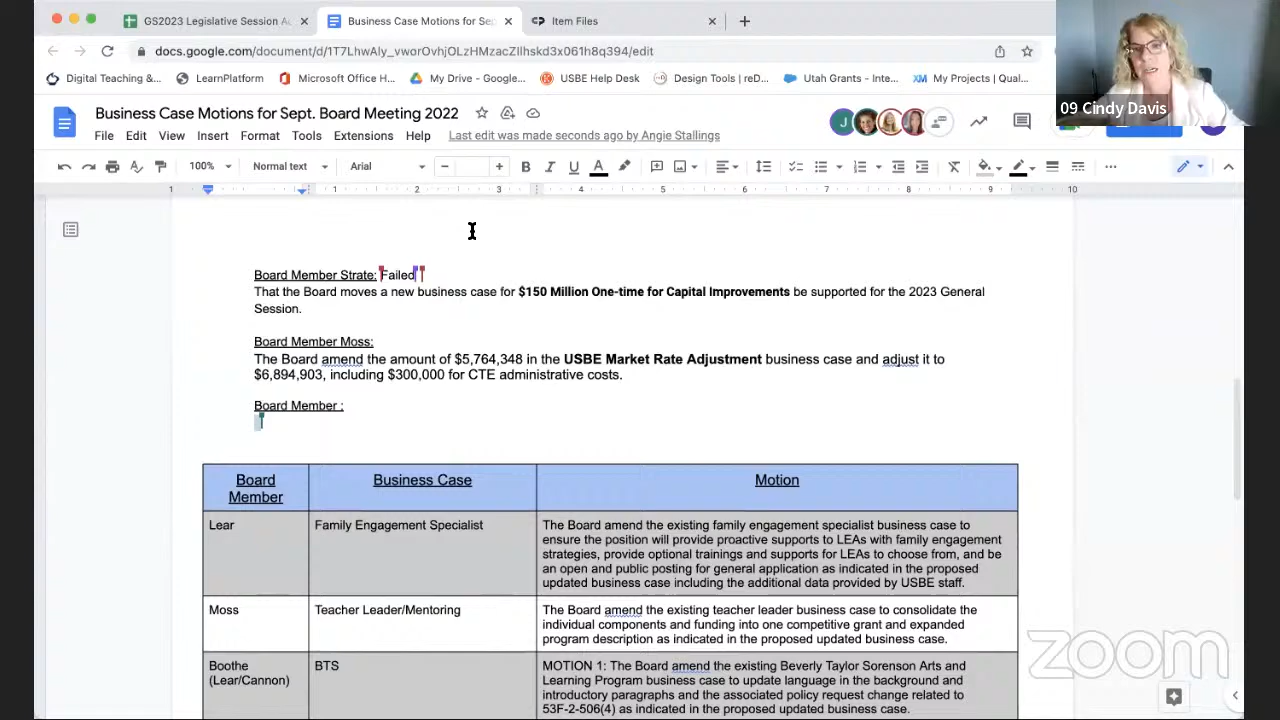 GS2023 Legislative Session Au
Business Case Motions for Sep
Item Files
docs.google.com/document/d/1T7LhwAly_vworOvhjOLzHMzacZIlhskd3x061h8q394/edit
Digital Teaching &... LearnPlatform Microsoft Office H... My Drive - Google... USBE Help Desk Design Tools | reD... Utah Grants - Inte... XM My Projects | Qual...
09 Cindy Davis
Business Case Motions for Sept. Board Meeting 2022
J
File Edit View Insert Format Tools Extensions Help Last edit was made seconds ago by Angie Stallings
100% Normal text Arial
1 1 2 3 4 5 6 7 8 9 10
Board Member Strate: Failed
That the Board moves a new business case for $150 Million One-time for Capital Improvements be supported for the 2023 General
Session.
Board Member Moss:
The Board amend the amount of $5,764,348 in the USBE Market Rate Adjustment business case and adjust it to
$6,894,903, including $300,000 for CTE administrative costs.
Board Member :
Board
Member
Business Case
Motion
Lear
Family Engagement Specialist
The Board amend the existing family engagement specialist business case to
ensure the position will provide proactive supports to LEAs with family engagement
strategies, provide optional trainings and supports for LEAs to choose from, and be
an open and public posting for general application as indicated in the proposed
updated business case including the additional data provided by USBE staff.
Moss
Teacher Leader/Mentoring
The Board amend the existing teacher leader business case to consolidate the
individual components and funding into one competitive grant and expanded
program description as indicated in the proposed updated business case.
Boothe
(Lear/Cannon)
BTS
MOTION 1: The Board amend the existing Beverly Taylor Sorenson Arts and
Learning Program business case to update language in the background and
introductory paragraphs and the associated policy request change related to
53F-2-506(4) as indicated in the proposed updated business case.
zoom